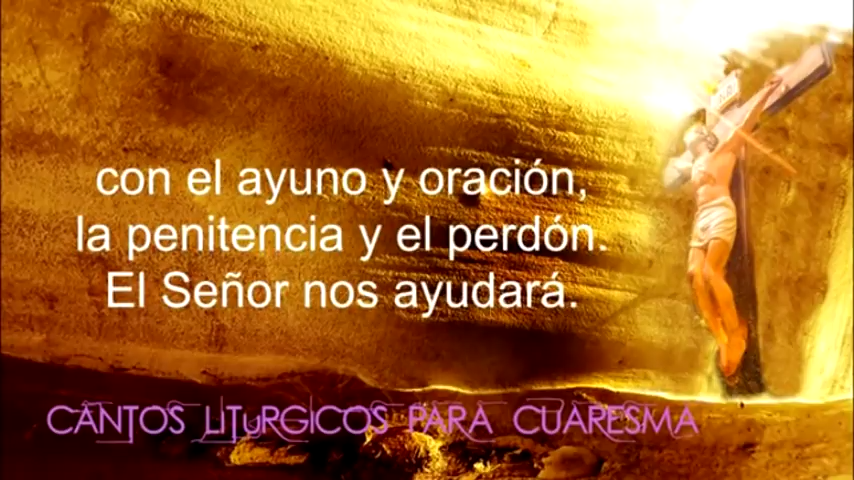 con el ayuno y oración,
la penitencia y el perdón.
El Señor nos ayudará.
CANTOS LITURGICOS PARA CUARESMA